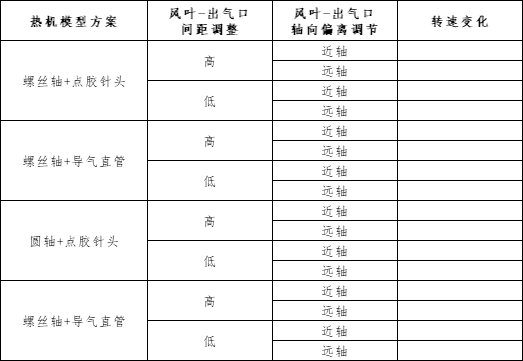 热机模型方案
风叶-出气口
间距调整
风叶-出气口
轴向偏离调节
转速变化
螺丝轴+点胶针头
高
近轴
远轴
低
近轴
远轴
螺丝轴+导气直管
高
近轴
远轴
低
近轴
远轴
圆轴+点胶针头
高
近轴
远轴
低
近轴
远轴
螺丝轴+导气直管
高
近轴
远轴
低
近轴
远轴